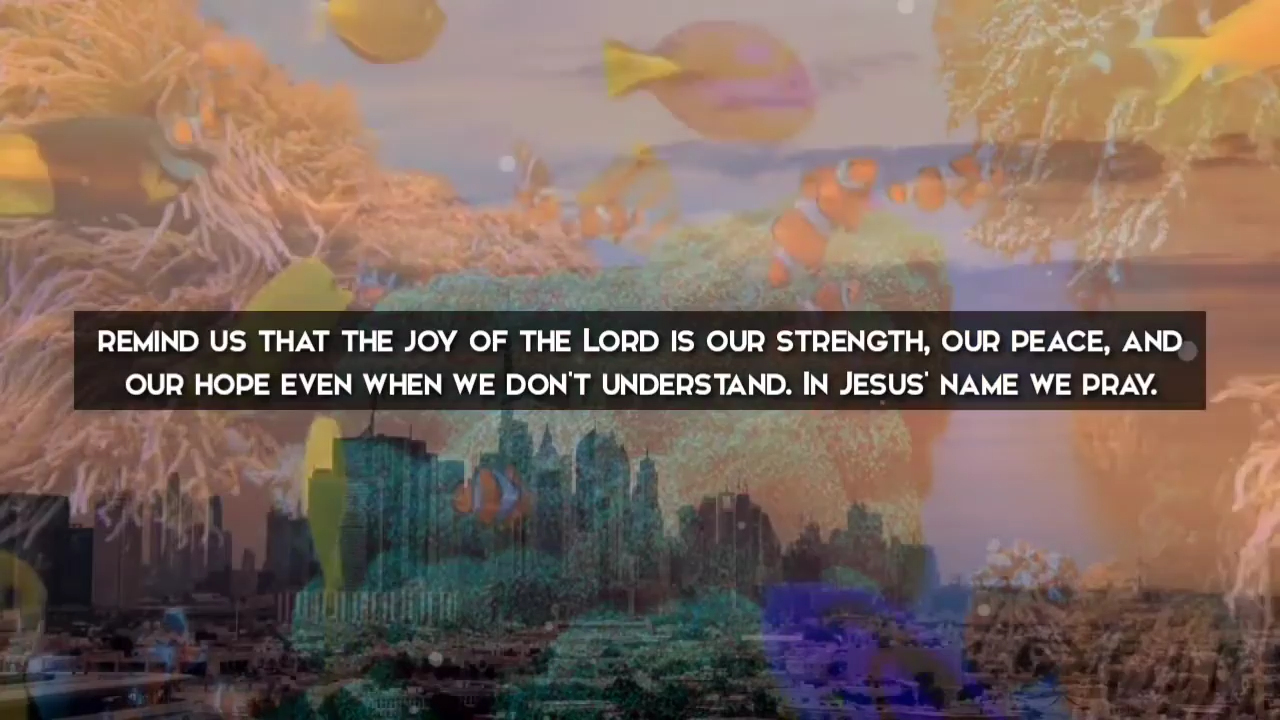 REMIND US THAT THE JOY OF THE LORD IS OUR STRENGTH, OUR PEACE, AND
OUR HOPE EVEN WHEN WE DON'T UNDERSTAND. IN JESUS' NAME WE PRAY.